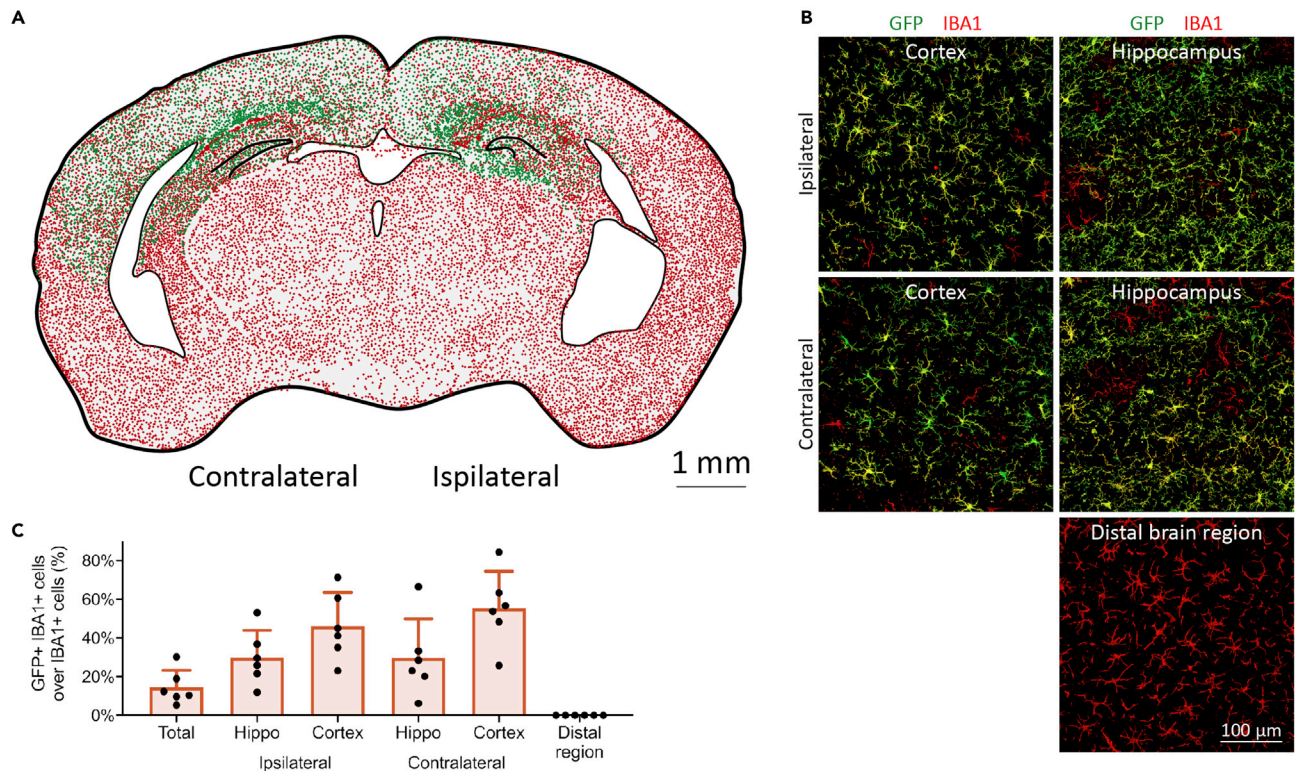 A
Contralateral
Ispilateral
1 mm
B
GFP IBA1
GFP IBA1
Cortex
Hippocampus
Ipsilateral
Cortex
Hippocampus
Contralateral
Distal brain region
100 µm
C
GFP+ IBA1+ cells
over IBA1+ cells (%)
80%
60%
40%
20%
0%
Total
Hippo
Cortex
Hippo
Cortex
Distal
region
Ipsilateral
Contralateral